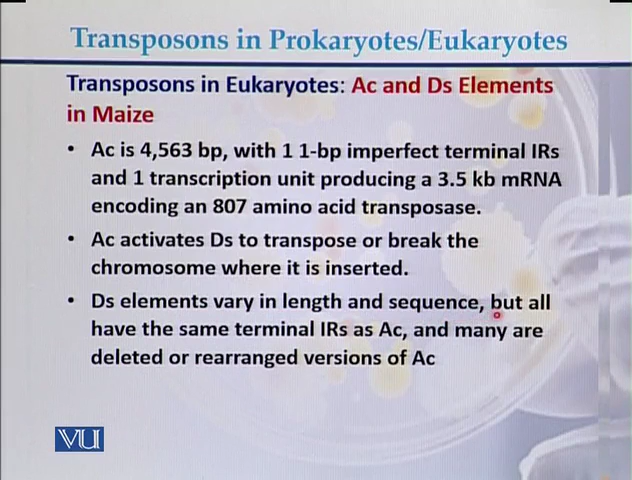 Transposons in Prokaryotes/Eukaryotes
Transposons in Eukaryotes: Ac and Ds Elements
in Maize
• Ac is 4,563 bp, with 1 1-bp imperfect terminal IRs
and 1 transcription unit producing a 3.5 kb mRNA
encoding an 807 amino acid transposase.
• Ac activates Ds to transpose or break the
chromosome where it is inserted.
• Ds elements vary in length and sequence, but all
have the same terminal IRs as Ac, and many are
deleted or rearranged versions of Ac
VU